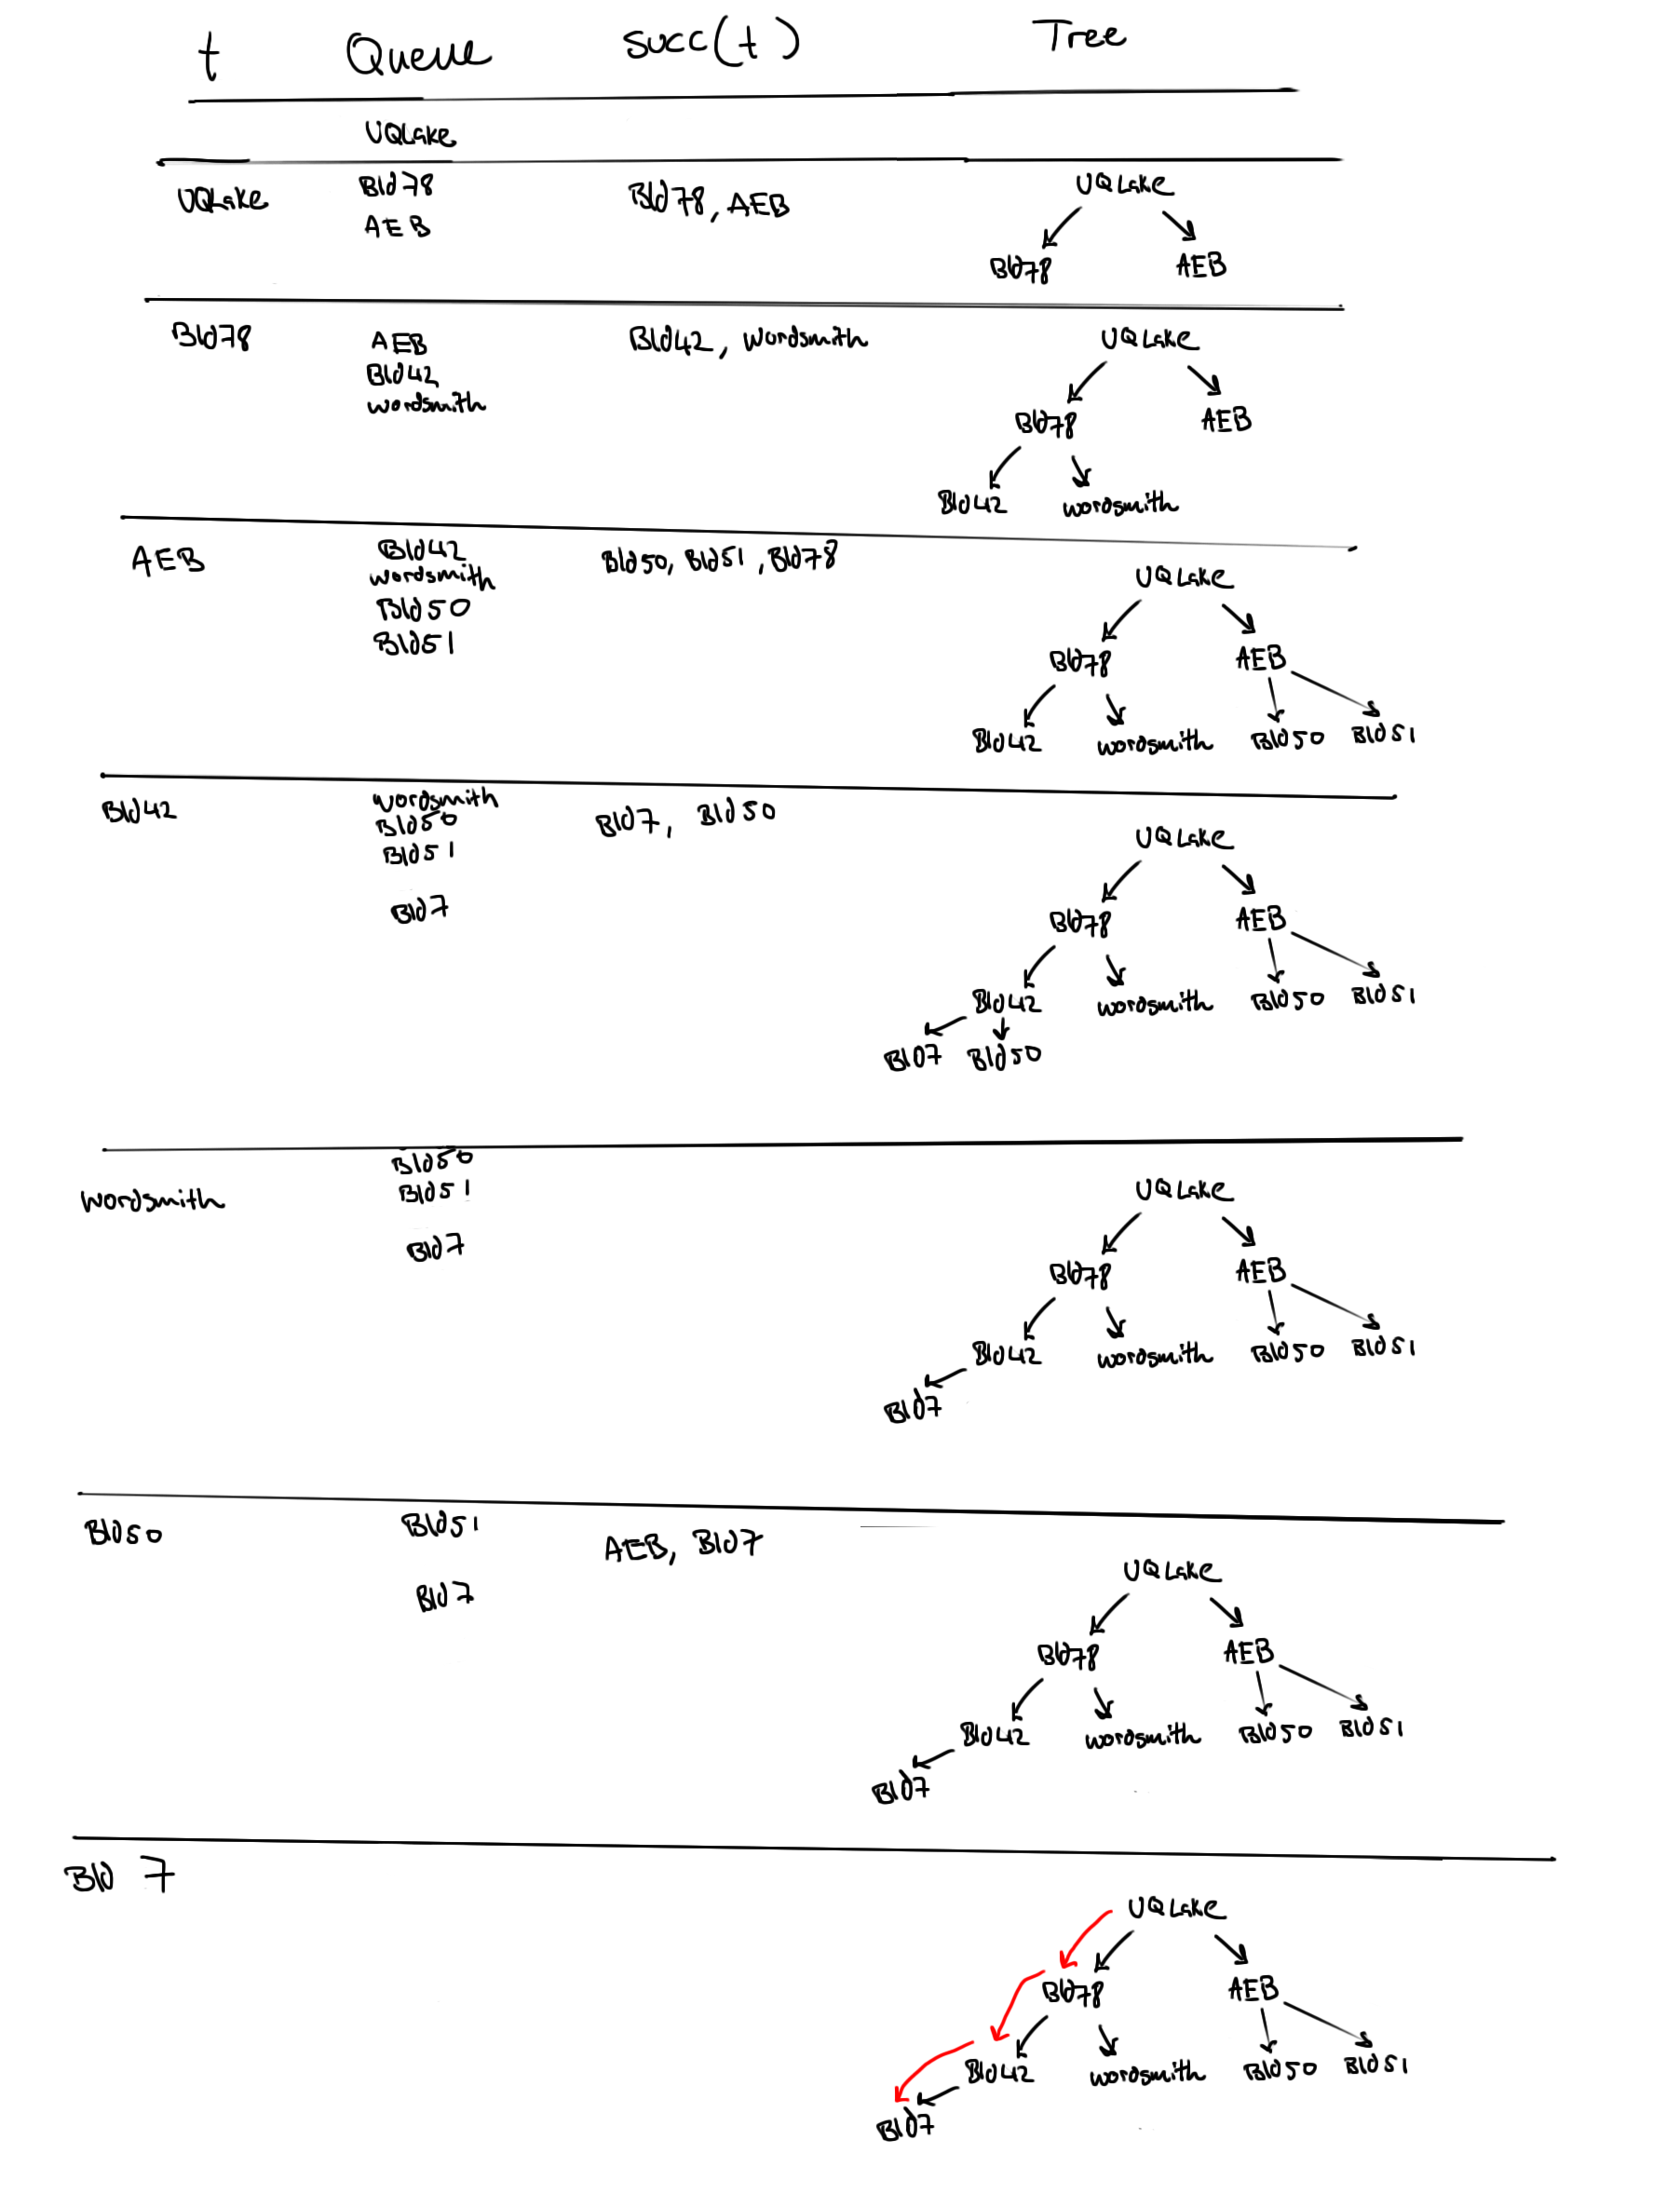 t Queue succ(t) Tree
UQLake
UQLake Bld78 Bld78, AEB UQLake
AEB
Bld78 AEB
Bld78 AEB Bld42, wordsmith UQLake
Bld42
wordsmith
Bld78 AEB
Bld42 wordsmith
AEB Bld42 Bld50, Bld51, Bld78 UQLake
wordsmith
Bld50
Bld51
Bld78 AEB
Bld42 wordsmith Bld50 Bld51
Bld42 wordsmith Bld7, Bld50 UQLake
Bld50
Bld51
Bld7
Bld78 AEB
Bld42 wordsmith Bld50 Bld51
Bld7 Bld50
wordsmith Bld50 UQLake
Bld51
Bld7
Bld78 AEB
Bld42 wordsmith Bld50 Bld51
Bld7
Bld50 Bld51 AEB, Bld7 UQLake
Bld7
Bld78 AEB
Bld42 wordsmith Bld50 Bld51
Bld7
Bld 7 UQLake
Bld78 AEB
Bld42 wordsmith Bld50 Bld51
Bld7